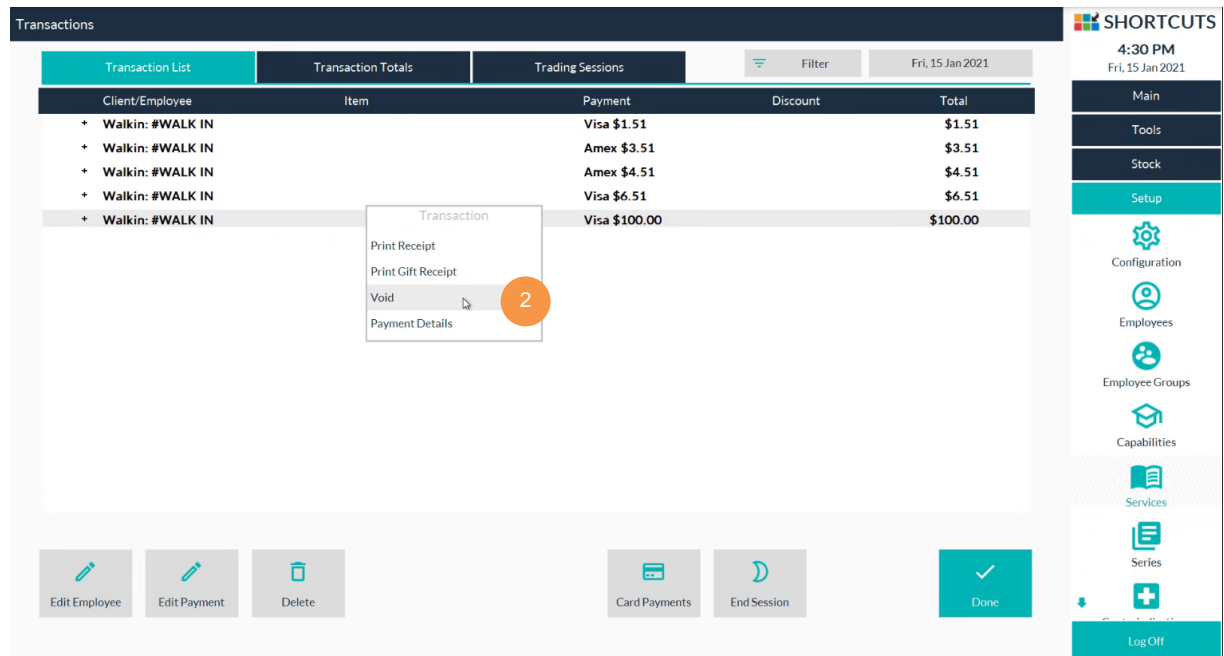 Transactions
SHORTCUTS
4:30 PM
Fri, 15 Jan 2021
Transaction List Transaction Totals Trading Sessions Filter Fri, 15 Jan 2021
Client/Employee Item Payment Discount Total
+ Walkin: #WALK IN Visa $1.51 $1.51
+ Walkin: #WALK IN Amex $3.51 $3.51
+ Walkin: #WALK IN Amex $4.51 $4.51
+ Walkin: #WALK IN Visa $6.51 $6.51
+ Walkin: #WALK IN Visa $100.00 $100.00
Transaction
Print Receipt
Print Gift Receipt
Void
2
Payment Details
Main
Tools
Stock
Setup
Configuration
Employees
Employee Groups
Capabilities
Services
Series
Edit Employee Edit Payment Delete Card Payments End Session Done
Log Off